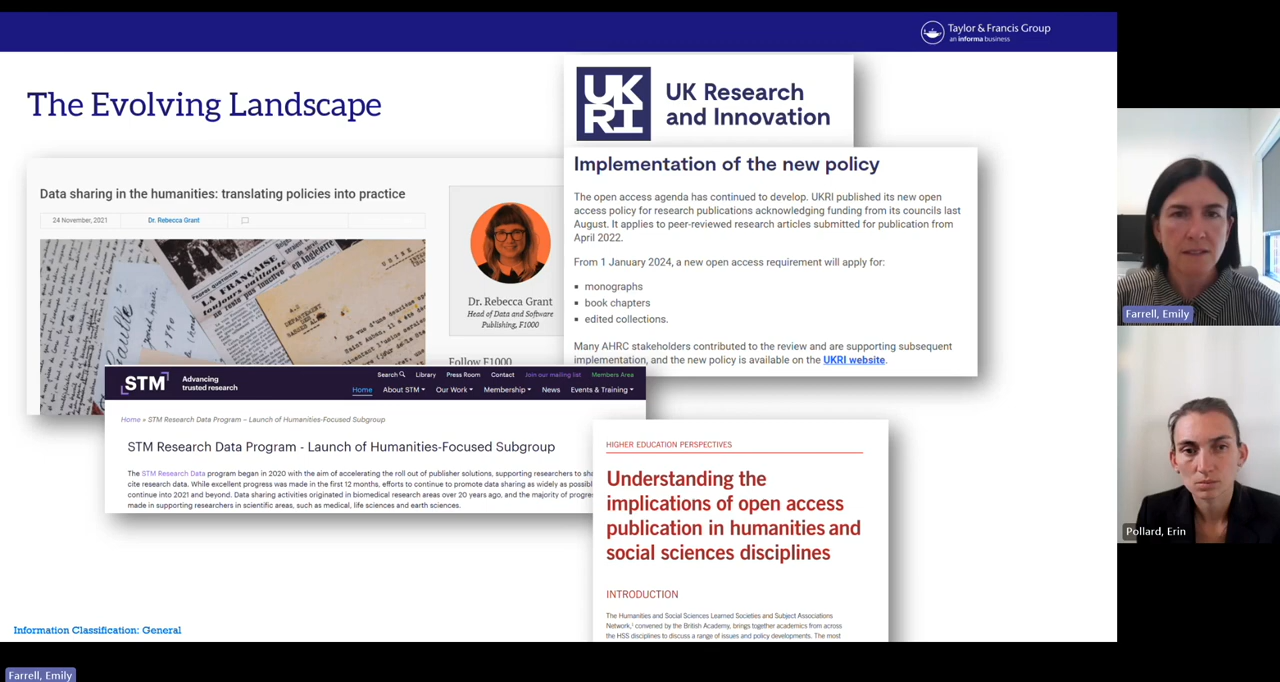 Taylor & Francis Group
an informa business
The Evolving Landscape
UK
RI
UK Research
and Innovation
Implementation of the new policy
The open access agenda has continued to develop. UKRI published its new open
access policy for research publications acknowledging funding from its councils last
August. It applies to peer-reviewed research articles submitted for publication from
April 2022.
From 1 January 2024, a new open access requirement will apply for:
monographs
book chapters
edited collections.
Many AHRC stakeholders contributed to the review and are supporting subsequent
implementation, and the new policy is available on the UKRI website.
Data sharing in the humanities: translating policies into practice
24 November, 2021
Dr. Rebecca Grant
LA FRANÇAISE
toujours poursuite
Dr. Rebecca Grant
Head of Data and Software
Publishing, F1000
Follow F1000
STM
Advancing
trusted research
Search Library Press Room Contact Join our mailing list Members Area
Home About STM Our Work Membership News Events & Training
Home » STM Research Data Program – Launch of Humanities-Focused Subgroup
STM Research Data Program - Launch of Humanities-Focused Subgroup
The STM Research Data program began in 2020 with the aim of accelerating the roll out of publisher solutions, supporting researchers to sha
cite research data. While excellent progress was made in the first 12 months, efforts to continue to promote data sharing as widely as possibl
continue into 2021 and beyond. Data sharing activities originated in biomedical research areas over 20 years ago, and the majority of progres
made in supporting researchers in scientific areas, such as medical, life sciences and earth sciences.
HIGHER EDUCATION PERSPECTIVES
Understanding the
implications of open access
publication in humanities and
social sciences disciplines
INTRODUCTION
The Humanities and Social Sciences Learned Societies and Subject Associations
Network,¹ convened by the British Academy, brings together academics from across
the HSS disciplines to discuss a range of issues and policy developments. The most
Information Classification: General
Farrell, Emily
Pollard, Erin
Farrell, Emily